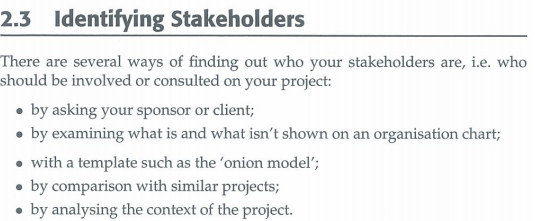 2.3 Identifying Stakeholders
There are several ways of finding out who your stakeholders are, i.e. who
should be involved or consulted on your project:
• by asking your sponsor or client;
• by examining what is and what isn't shown on an organisation chart;
• with a template such as the 'onion model';
• by comparison with similar projects;
• by analysing the context of the project.